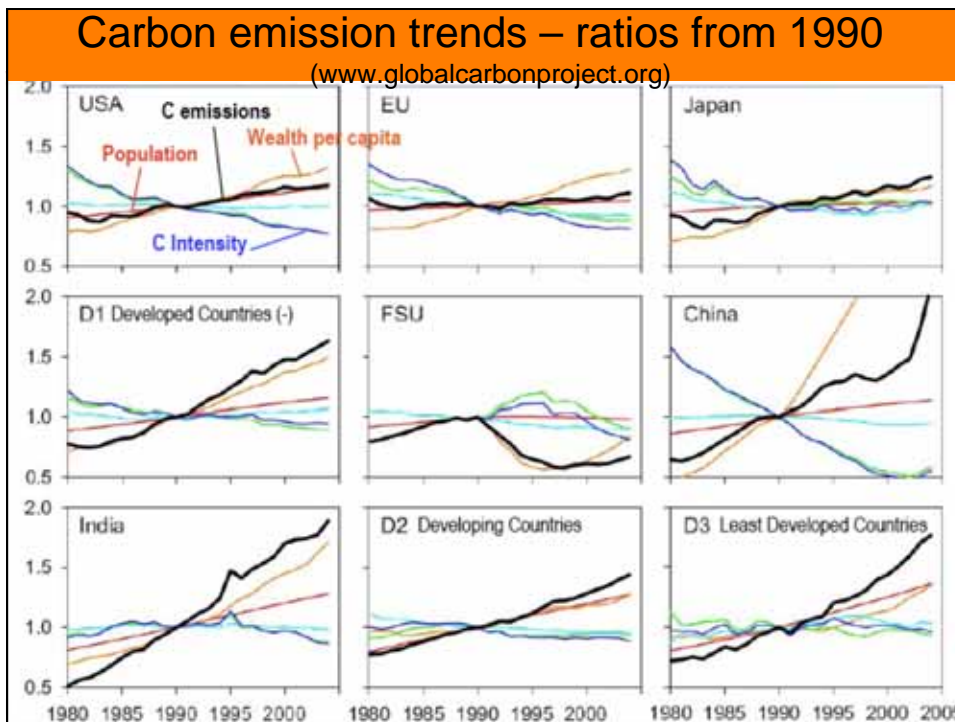 Carbon emission trends – ratios from 1990
(www.globalcarbonproject.org)
2.0
1.5
1.0
0.5
USA
C emissions
Wealth per capita
Population
C Intensity
EU
Japan
2.0
1.5
1.0
0.5
D1 Developed Countries (-)
FSU
China
2.0
1.5
1.0
0.5
India
D2 Developing Countries
D3 Least Developed Countries
1980 1985 1990 1995 2000 1980 1985 1990 1995 2000 1980 1985 1990 1995 2000 2005